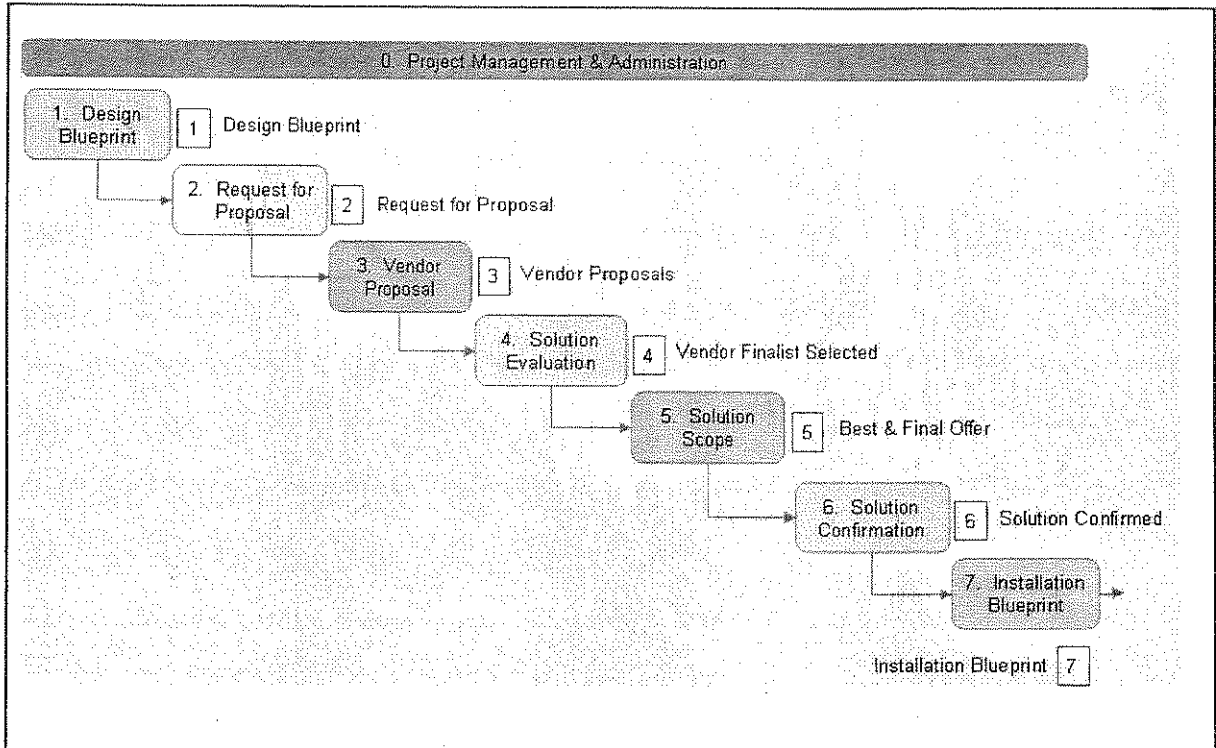 0. Project Management & Administration
1. Design
Blueprint
1
Design Blueprint
2. Request for
Proposal
2
Request for Proposal
3. Vendor
Proposal
3
Vendor Proposals
4. Solution
Evaluation
4
Vendor Finalist Selected
5. Solution
Scope
5
Best & Final Offer
6. Solution
Confirmation
6
Solution Confirmed
7. Installation
Blueprint
Installation Blueprint
7